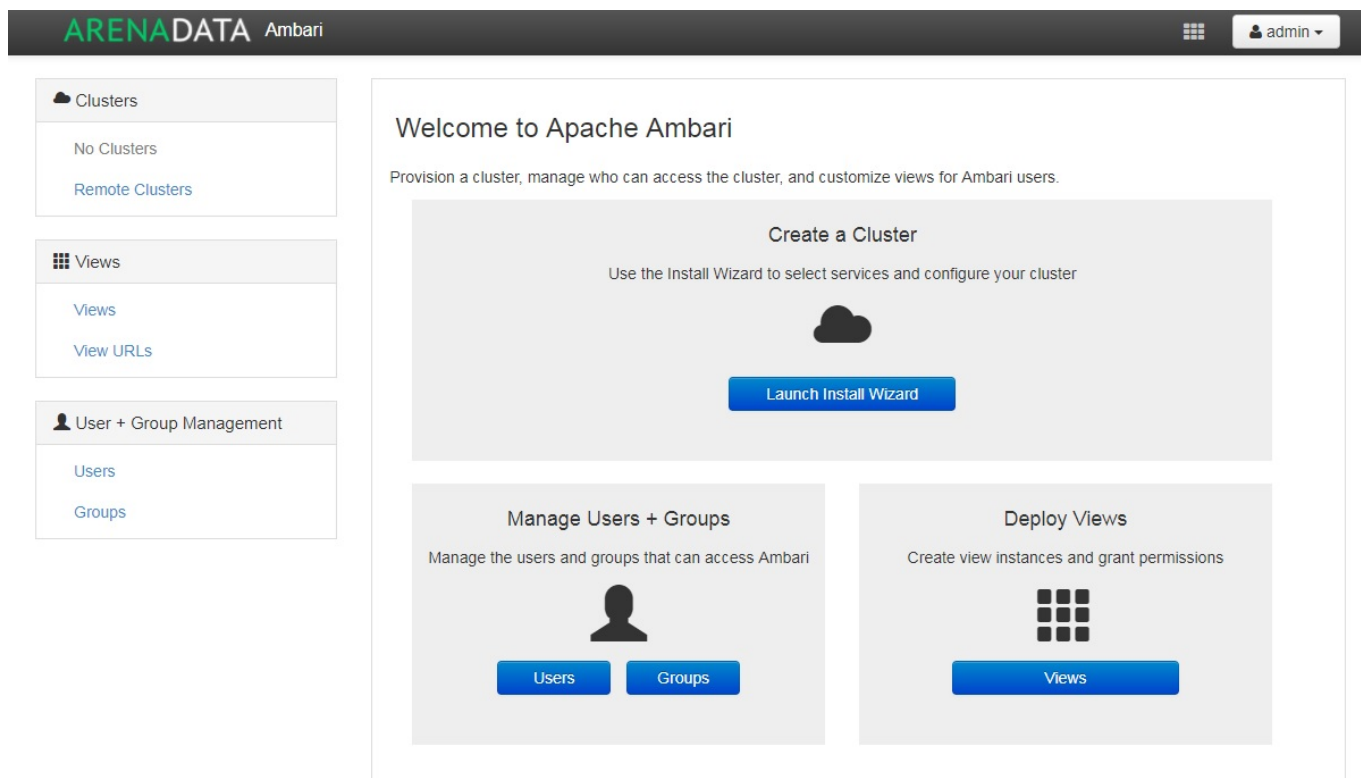 ARENADATA Ambari
admin
Clusters
No Clusters
Remote Clusters
Views
Views
View URLs
User + Group Management
Users
Groups
Welcome to Apache Ambari
Provision a cluster, manage who can access the cluster, and customize views for Ambari users.
Create a Cluster
Use the Install Wizard to select services and configure your cluster
Launch Install Wizard
Manage Users + Groups
Manage the users and groups that can access Ambari
Users
Groups
Deploy Views
Create view instances and grant permissions
Views